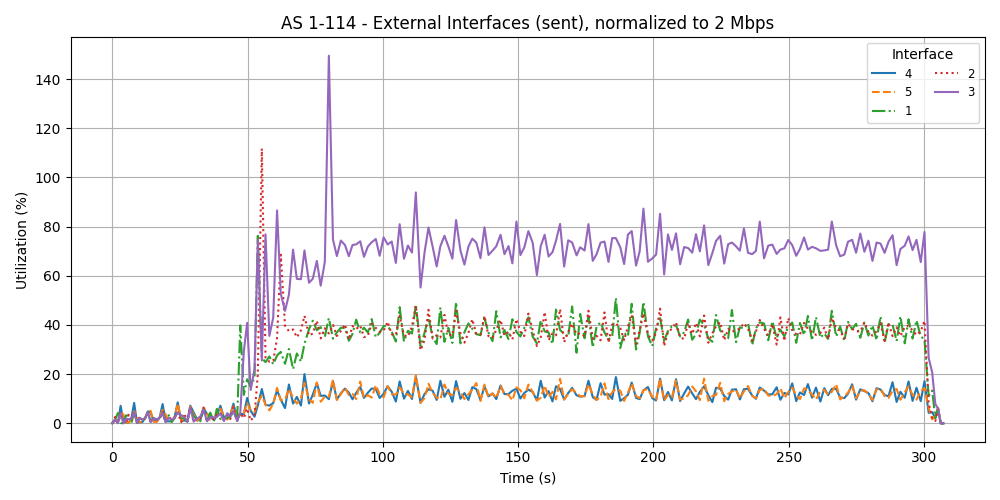 AS 1-114 - External Interfaces (sent), normalized to 2 Mbps
Utilization (%)
140
120
100
80
60
40
20
0
0 50 100 150 200 250 300
Time (s)
Interface
4 2
5 3
1